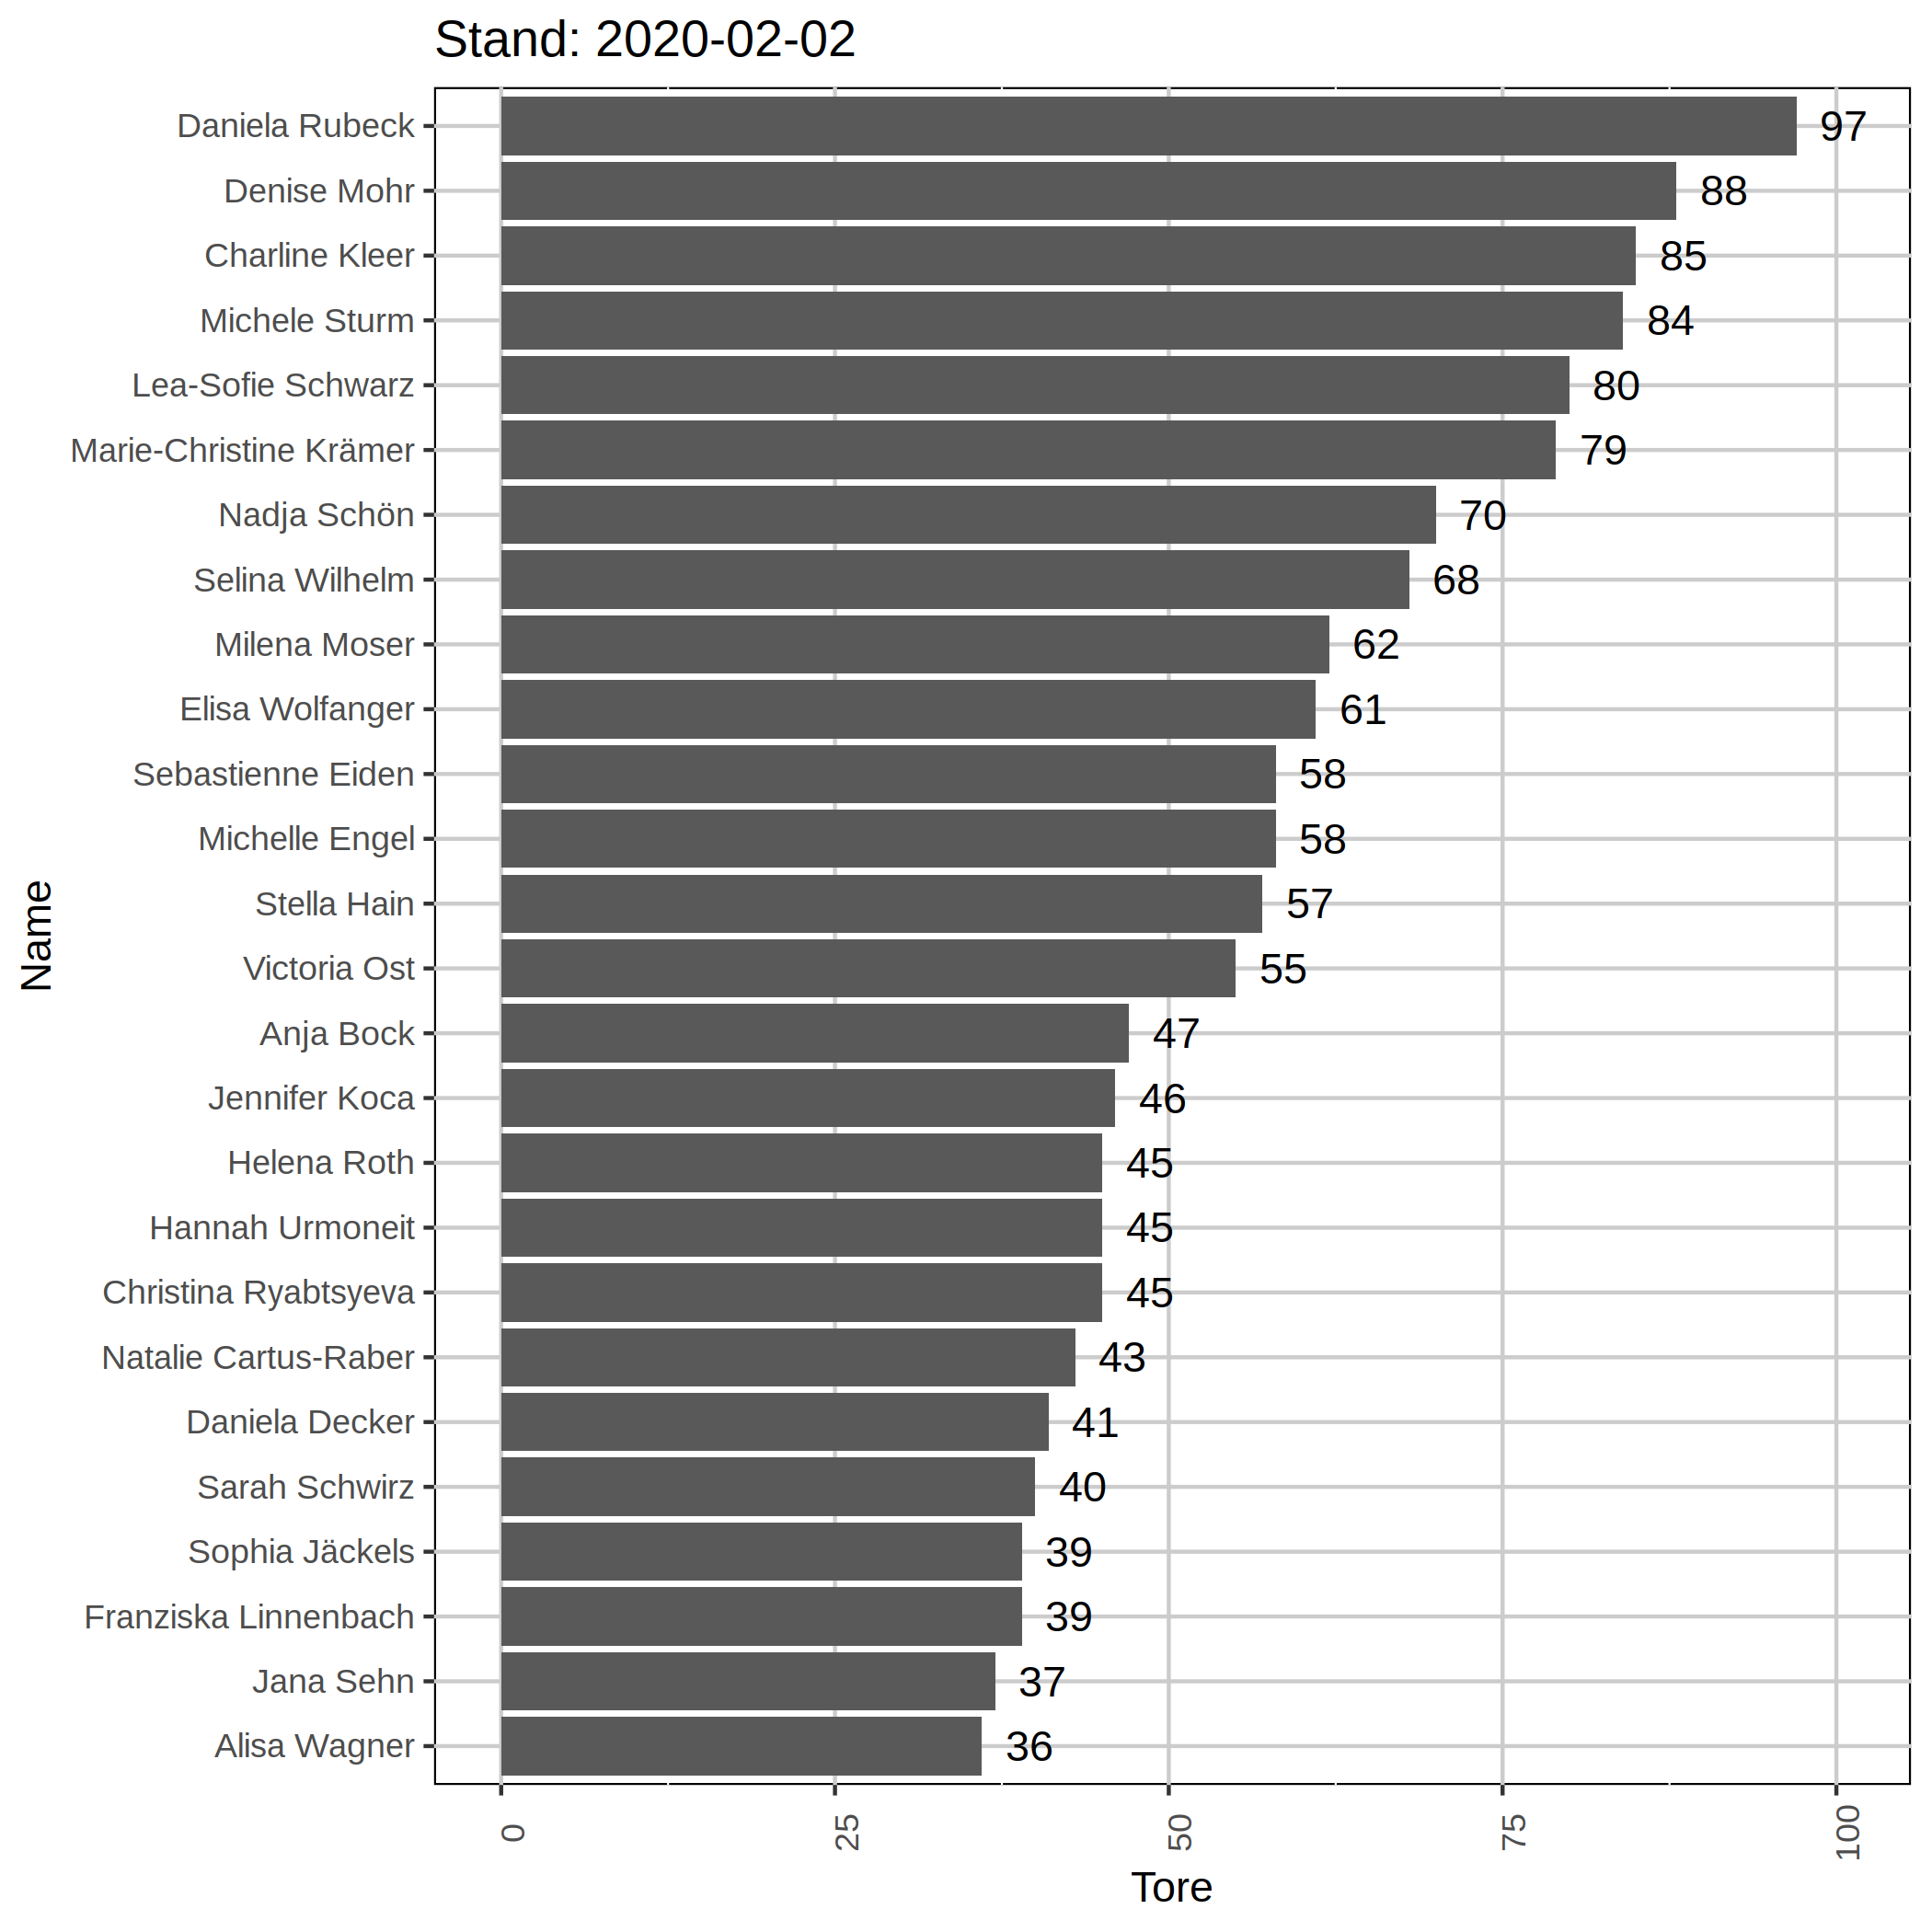 Stand: 2020-02-02
Daniela Rubeck 97
Denise Mohr 88
Charline Kleer 85
Michele Sturm 84
Lea-Sofie Schwarz 80
Marie-Christine Krämer 79
Nadja Schön 70
Selina Wilhelm 68
Milena Moser 62
Elisa Wolfanger 61
Sebastienne Eiden 58
Michelle Engel 58
Stella Hain 57
Name
Victoria Ost 55
Anja Bock 47
Jennifer Koca 46
Helena Roth 45
Hannah Urmoneit 45
Christina Ryabtsyeva 45
Natalie Cartus-Raber 43
Daniela Decker 41
Sarah Schwirz 40
Sophia Jäckels 39
Franziska Linnenbach 39
Jana Sehn 37
Alisa Wagner 36
0 25 50 75 100
Tore